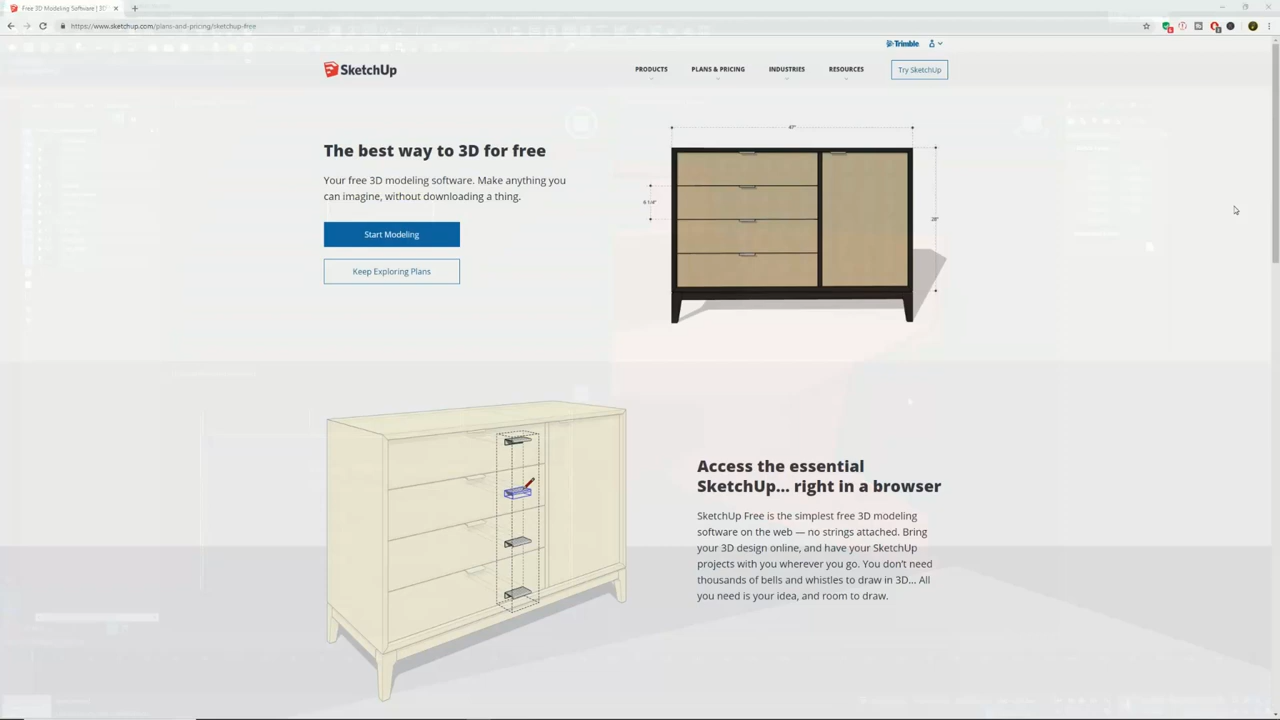 Free 3D Modeling Software | 3D
https://www.sketchup.com/plans-and-pricing/sketchup-free
Trimble
SketchUp
PRODUCTS PLANS & PRICING INDUSTRIES RESOURCES Try SketchUp
The best way to 3D for free
Your free 3D modeling software. Make anything you
can imagine, without downloading a thing.
Start Modeling
Keep Exploring Plans
47"
6 1/4"
28"
Access the essential
SketchUp... right in a browser
SketchUp Free is the simplest free 3D modeling
software on the web — no strings attached. Bring
your 3D design online, and have your SketchUp
projects with you wherever you go. You don't need
thousands of bells and whistles to draw in 3D... All
you need is your idea, and room to draw.